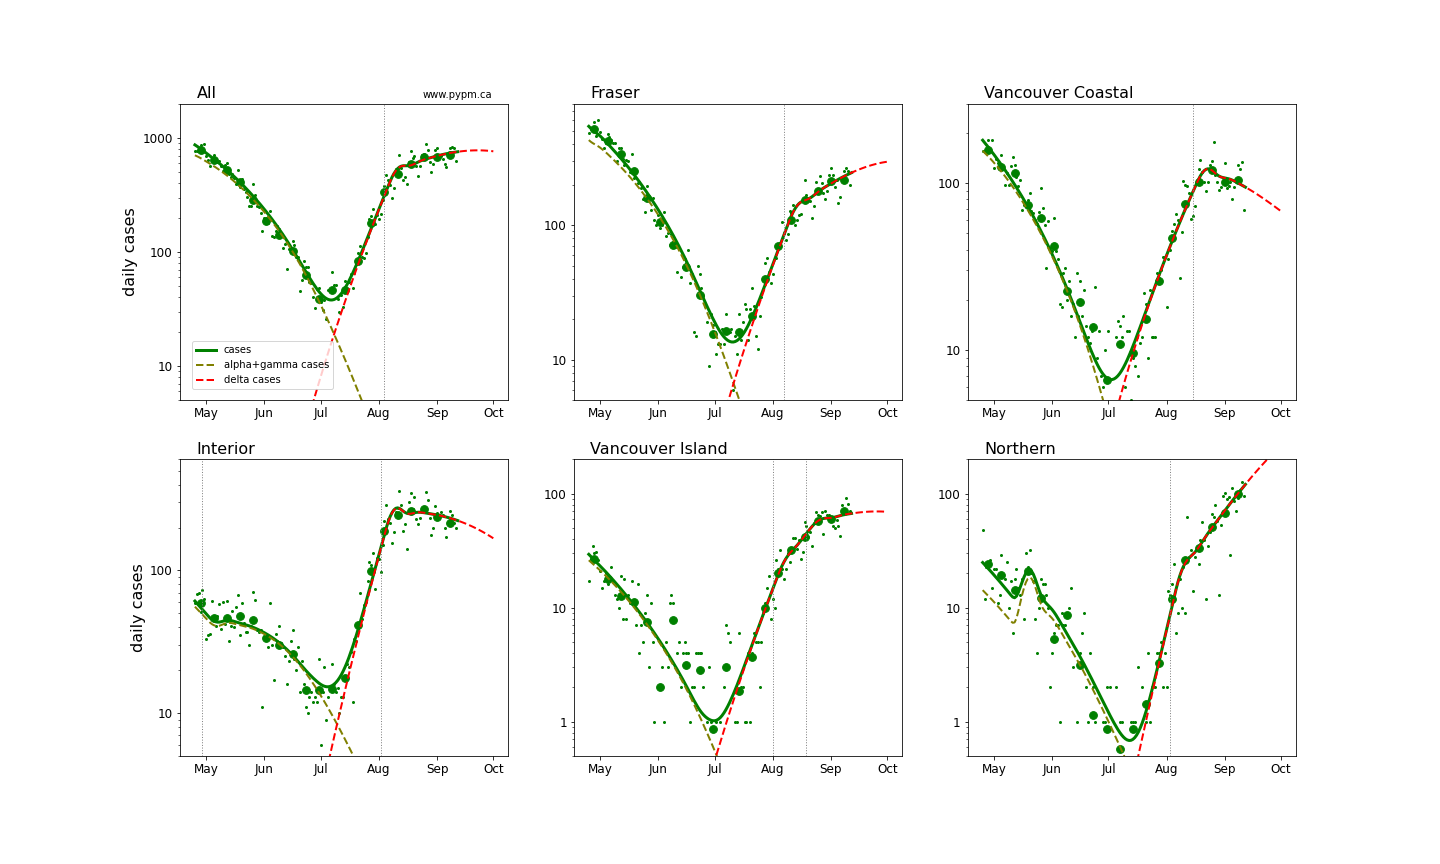 All
www.pypm.ca
Fraser
Vancouver Coastal
1000
100
10
daily cases
cases
alpha+gamma cases
delta cases
May Jun Jul Aug Sep Oct
100
10
May Jun Jul Aug Sep Oct
100
10
May Jun Jul Aug Sep Oct
Interior
Vancouver Island
Northern
100
10
daily cases
May Jun Jul Aug Sep Oct
100
10
1
May Jun Jul Aug Sep Oct
100
10
1
May Jun Jul Aug Sep Oct